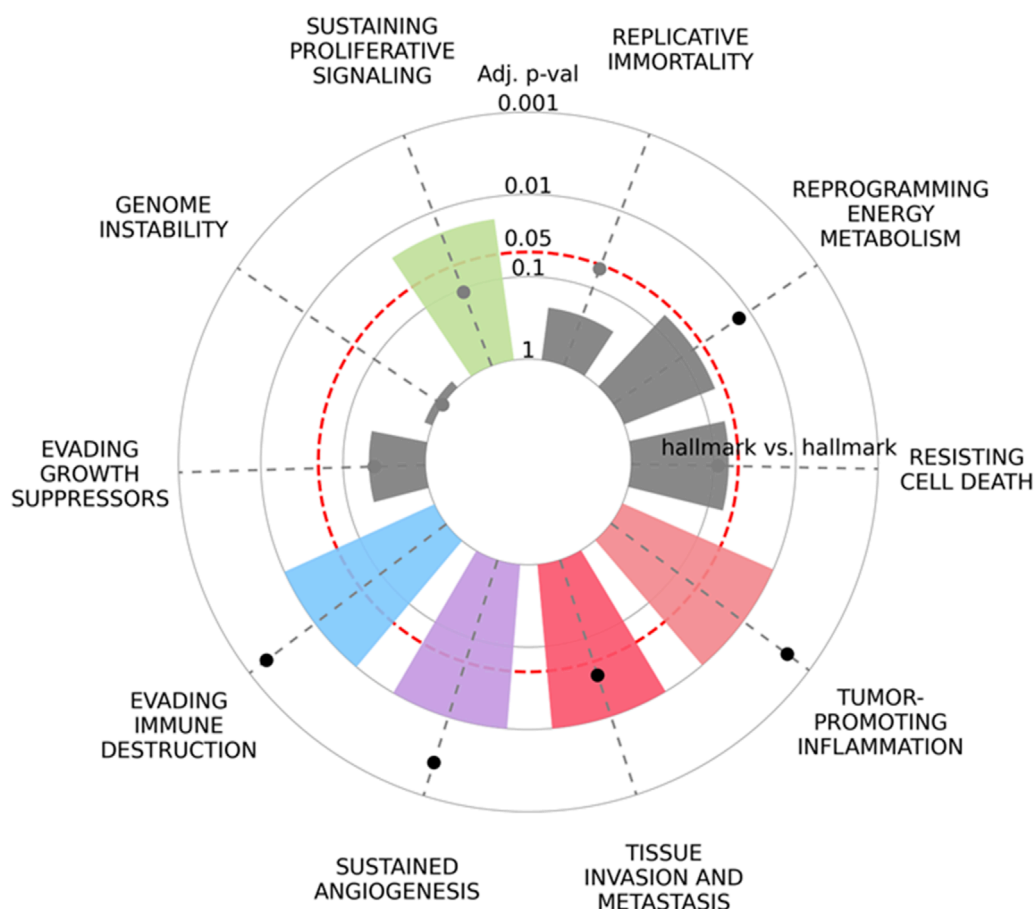 SUSTAINING
PROLIFERATIVE
SIGNALING
REPLICATIVE
IMMORTALITY
Adj. p-val
0.001
0.01
0.05
0.1
1
GENOME
INSTABILITY
REPROGRAMMING
ENERGY
METABOLISM
EVADING
GROWTH
SUPPRESSORS
hallmark vs. hallmark
RESISTING
CELL DEATH
EVADING
IMMUNE
DESTRUCTION
TUMOR-
PROMOTING
INFLAMMATION
SUSTAINED
ANGIOGENESIS
TISSUE
INVASION AND
METASTASIS